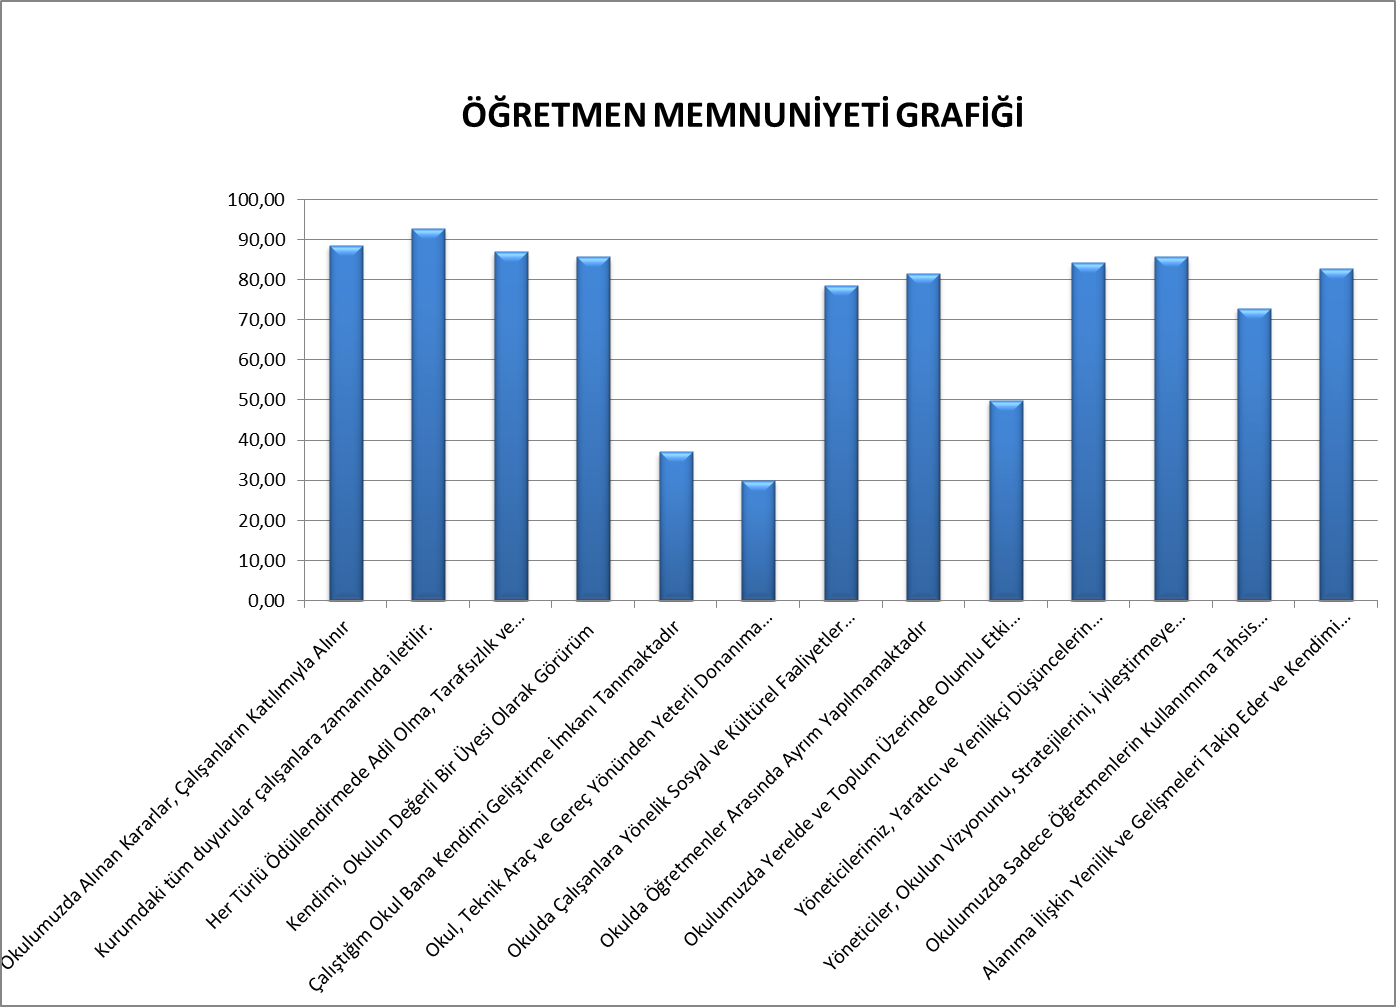 ÖĞRETMEN MEMNUNİYETİ GRAFİĞİ
100,00
90,00
80,00
70,00
60,00
50,00
40,00
30,00
20,00
10,00
0,00
Okulumuzda Alınan Kararlar, Çalışanların Katılımıyla Alınır
Kurumdaki tüm duyurular çalışanlara zamanında iletilir.
Her Türlü Ödüllendirmede Adil Olma, Tarafsızlık ve…
Kendimi, Okulun Değerli Bir Üyesi Olarak Görürüm
Çalıştığım Okul Bana Kendimi Geliştirme İmkanı Tanımaktadır
Okul, Teknik Araç ve Gereç Yönünden Yeterli Donanıma…
Okulda Çalışanlara Yönelik Sosyal ve Kültürel Faaliyetler…
Okulda Öğretmenler Arasında Ayrım Yapılmamaktadır
Okulumuzda Yerelde ve Toplum Üzerinde Olumlu Etki…
Yöneticilerimiz, Yaratıcı ve Yenilikçi Düşüncelerin…
Yöneticiler, Okulun Vizyonunu, Stratejilerini, İyileştirmeye…
Okulumuzda Sadece Öğretmenlerin Kullanımına Tahsis…
Alanıma İlişkin Yenilik ve Gelişmeleri Takip Eder ve Kendimi…